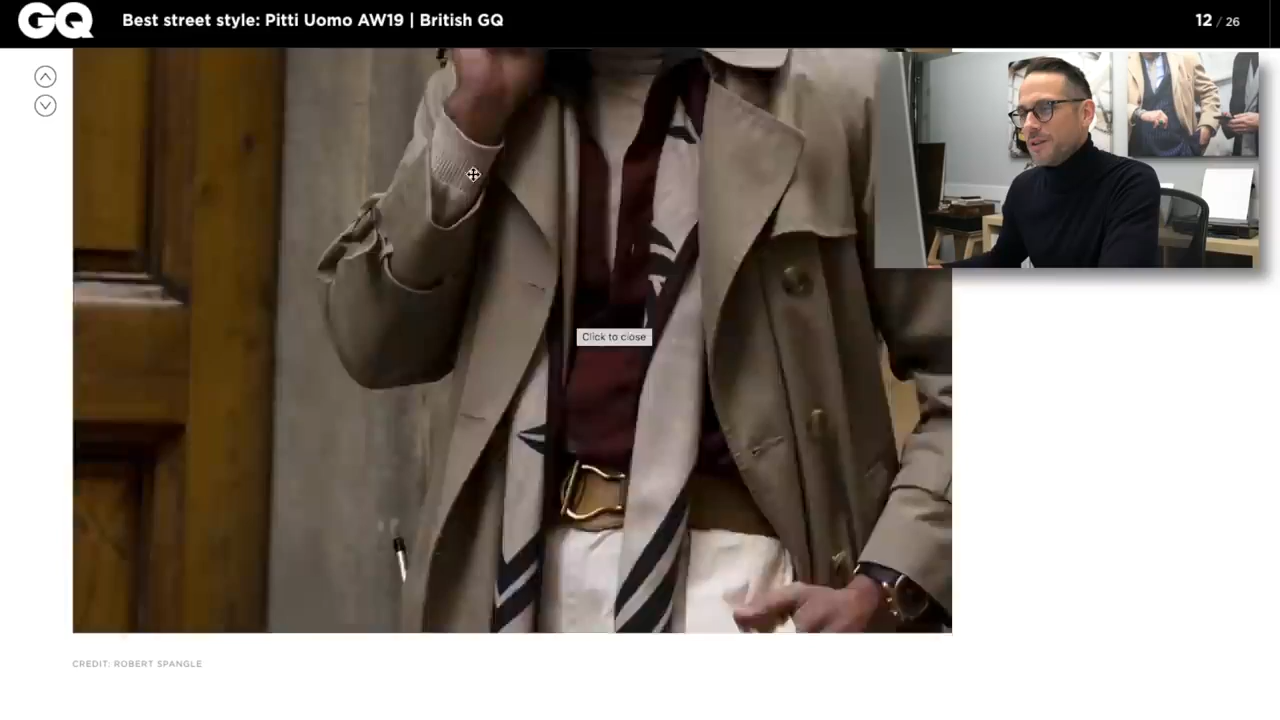 GQ
Best street style: Pitti Uomo AW19 | British GQ
12 / 26
Click to close
CREDIT: ROBERT SPANGLE